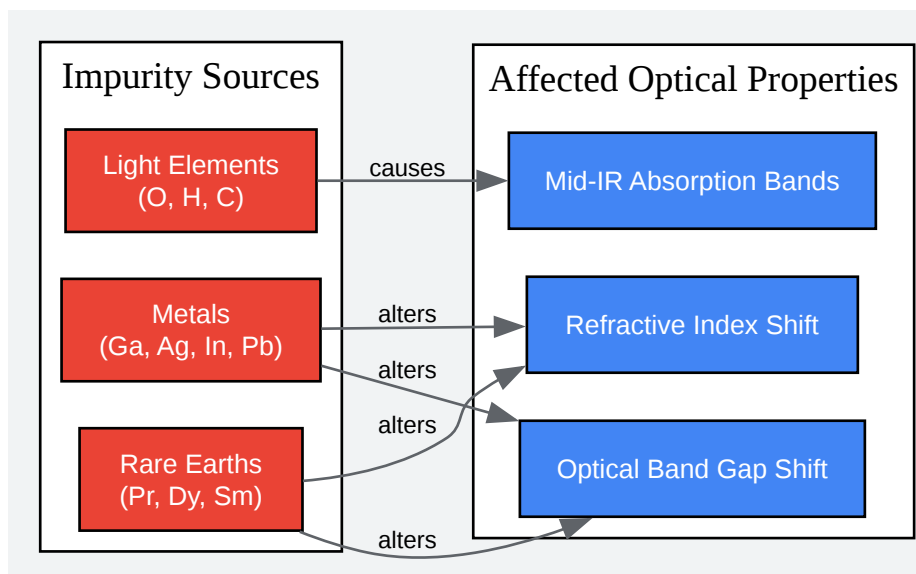 Impurity Sources
Light Elements
(O, H, C)
Metals
(Ga, Ag, In, Pb)
Rare Earths
(Pr, Dy, Sm)
causes
alters
alters
alters
alters
Affected Optical Properties
Mid-IR Absorption Bands
Refractive Index Shift
Optical Band Gap Shift